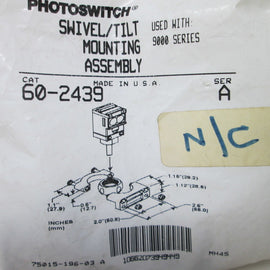 PHOTOSWITCH®
SWIVEL/TILT
MOUNTING
ASSEMBLY
USED WITH:
9000 SERIES
CAT
MADE IN U.S.A.
SER
60-2439
A
N/C
1.16"(29.2)
1.12"(28.6)
1.1"
(27.9)
0.5"
(12.7)
INCHES
(mm)
2.0"(50.8)
2.6"
(66.0)
75015-196-03 A
MH45